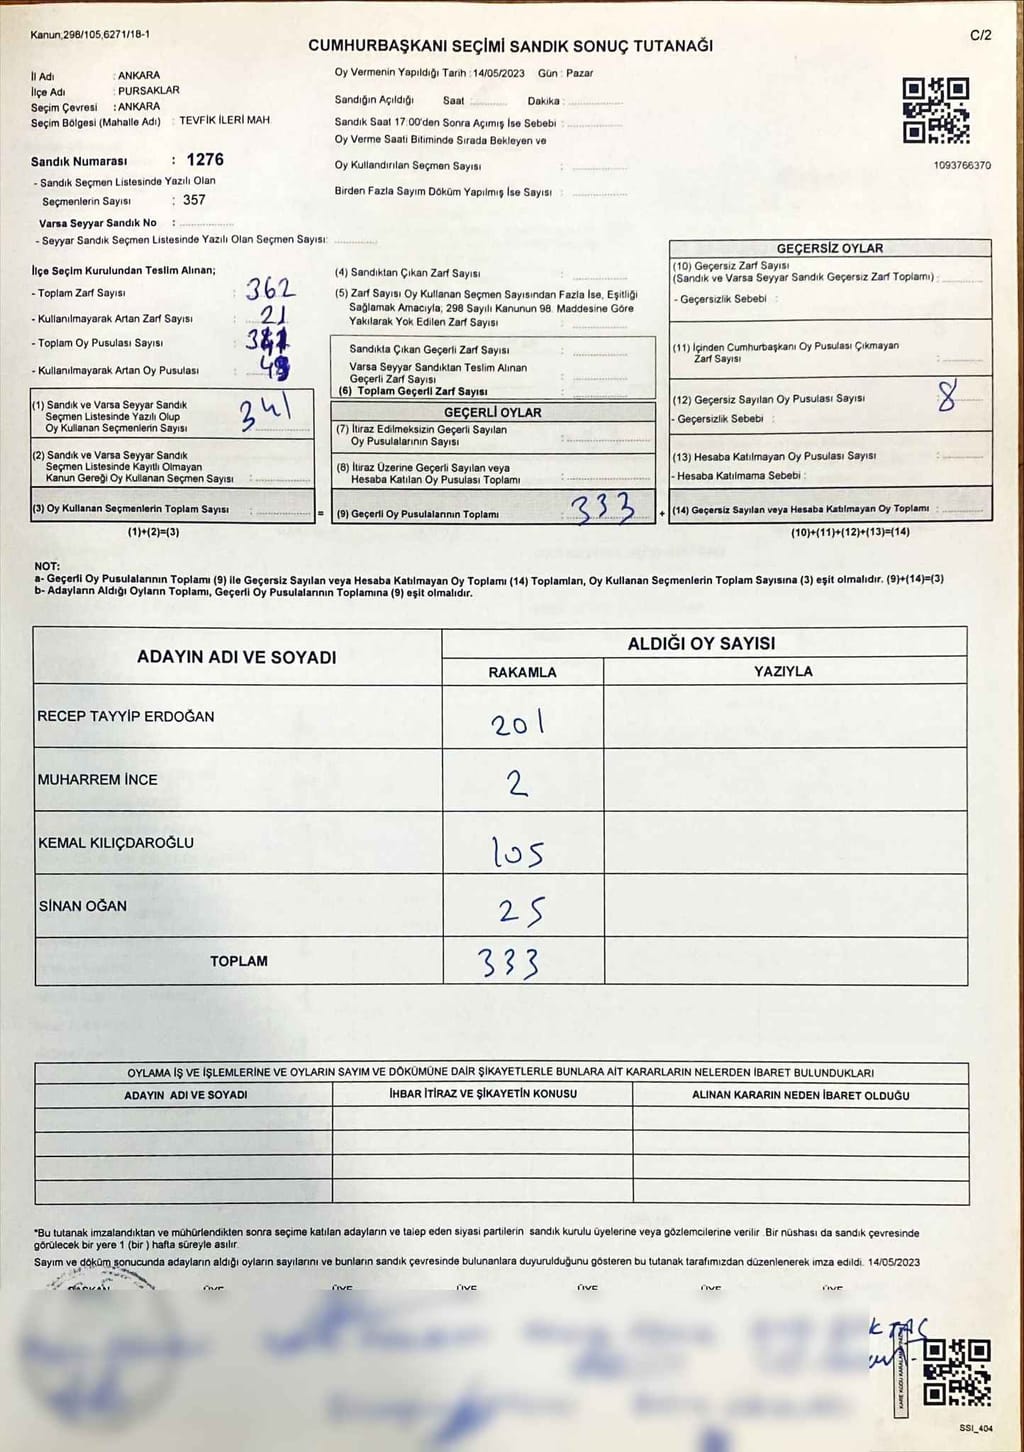 Kanun,298/105,6271/18-1
C/2
CUMHURBAŞKANI SEÇİMİ SANDIK SONUÇ TUTANAĞI
İl Adı : ANKARA
İlçe Adı : PURSAKLAR
Seçim Çevresi : ANKARA
Seçim Bölgesi (Mahalle Adı) : TEVFİK İLERİ MAH
Sandık Numarası : 1276
- Sandık Seçmen Listesinde Yazılı Olan
Seçmenlerin Sayısı : 357
Varsa Seyyar Sandık No :
- Seyyar Sandık Seçmen Listesinde Yazılı Olan Seçmen Sayısı:
Oy Vermenin Yapıldığı Tarih :14/05/2023 Gün : Pazar
Sandığın Açıldığı Saat : Dakika :
Sandık Saat 17.00'den Sonra Açımış İse Sebebi :
Oy Verme Saati Bitiminde Sırada Bekleyen ve
Oy Kullandırılan Seçmen Sayısı :
Birden Fazla Sayım Döküm Yapılmış İse Sayısı :
1093766370
İlçe Seçim Kurulundan Teslim Alınan;
- Toplam Zarf Sayısı : 362
- Kullanılmayarak Artan Zarf Sayısı : 21
- Toplam Oy Pusulası Sayısı :
- Kullanılmayarak Artan Oy Pusulası :
(1) Sandık ve Varsa Seyyar Sandık
Seçmen Listesinde Yazılı Olup
Oy Kullanan Seçmenlerin Sayısı : 341
(2) Sandık ve Varsa Seyyar Sandık
Seçmen Listesinde Kayıtlı Olmayan
Kanun Gereği Oy Kullanan Seçmen Sayısı :
(3) Oy Kullanan Seçmenlerin Toplam Sayısı :
(1)+(2)=(3)
=
(4) Sandıktan Çıkan Zarf Sayısı :
(5) Zarf Sayısı Oy Kullanan Seçmen Sayısından Fazla İse, Eşitliği
Sağlamak Amacıyla, 298 Sayılı Kanunun 98. Maddesine Göre
Yakılarak Yok Edilen Zarf Sayısı :
Sandıkta Çıkan Geçerli Zarf Sayısı :
Varsa Seyyar Sandıktan Teslim Alınan
Geçerli Zarf Sayısı :
(6) Toplam Geçerli Zarf Sayısı :
GEÇERLİ OYLAR
(7) İtiraz Edilmeksizin Geçerli Sayılan
Oy Pusulalarının Sayısı :
(8) İtiraz Üzerine Geçerli Sayılan veya
Hesaba Katılan Oy Pusulası Toplamı :
(9) Geçerli Oy Pusulalarının Toplamı : 333
+
GEÇERSİZ OYLAR
(10) Geçersiz Zarf Sayısı
(Sandık ve Varsa Seyyar Sandık Geçersiz Zarf Toplamı) :
- Geçersizlik Sebebi :
(11) İçinden Cumhurbaşkanı Oy Pusulası Çıkmayan
Zarf Sayısı :
(12) Geçersiz Sayılan Oy Pusulası Sayısı : 8
- Geçersizlik Sebebi :
(13) Hesaba Katılmayan Oy Pusulası Sayısı :
- Hesaba Katılmama Sebebi :
(14) Geçersiz Sayılan veya Hesaba Katılmayan Oy Toplamı :
(10)+(11)+(12)+(13)=(14)
NOT:
a- Geçerli Oy Pusulalarının Toplamı (9) ile Geçersiz Sayılan veya Hesaba Katılmayan Oy Toplamı (14) Toplamları, Oy Kullanan Seçmenlerin Toplam Sayısına (3) eşit olmalıdır. (9)+(14)=(3)
b- Adayların Aldığı Oyların Toplamı, Geçerli Oy Pusulalarının Toplamına (9) eşit olmalıdır.
ADAYIN ADI VE SOYADI
ALDIĞI OY SAYISI
RAKAMLA YAZIYLA
RECEP TAYYİP ERDOĞAN 201
MUHARREM İNCE 2
KEMAL KILIÇDAROĞLU 105
SİNAN OĞAN 25
TOPLAM 333
OYLAMA İŞ VE İŞLEMLERİNE VE OYLARIN SAYIM VE DÖKÜMÜNE DAİR ŞİKAYETLERLE BUNLARA AİT KARARLARIN NELERDEN İBARET BULUNDUKLARI
ADAYIN ADI VE SOYADI İHBAR İTİRAZ VE ŞİKAYETİN KONUSU ALINAN KARARIN NEDEN İBARET OLDUĞU
*Bu tutanak imzalandıktan ve mühürlendikten sonra seçime katılan adayların ve talep eden siyasi partilerin sandık kurulu üyelerine veya gözlemcilerine verilir. Bir nüshası da sandık çevresinde
görülecek bir yere 1 (bir ) hafta süreyle asılır.
Sayım ve döküm sonucunda adayların aldığı oyların sayılarını ve bunların sandık çevresinde bulunanlara duyurulduğunu gösteren bu tutanak tarafımızdan düzenlenerek imza edildi. 14/05/2023
BAŞKAN ÜYE ÜYE ÜYE ÜYE ÜYE ÜYE
SSI_404